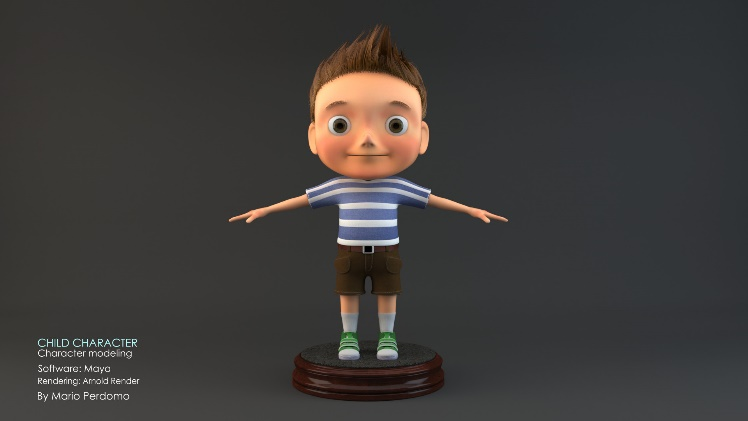 CHILD CHARACTER
Character modeling
Software: Maya
Rendering: Arnold Render
By Mario Perdomo